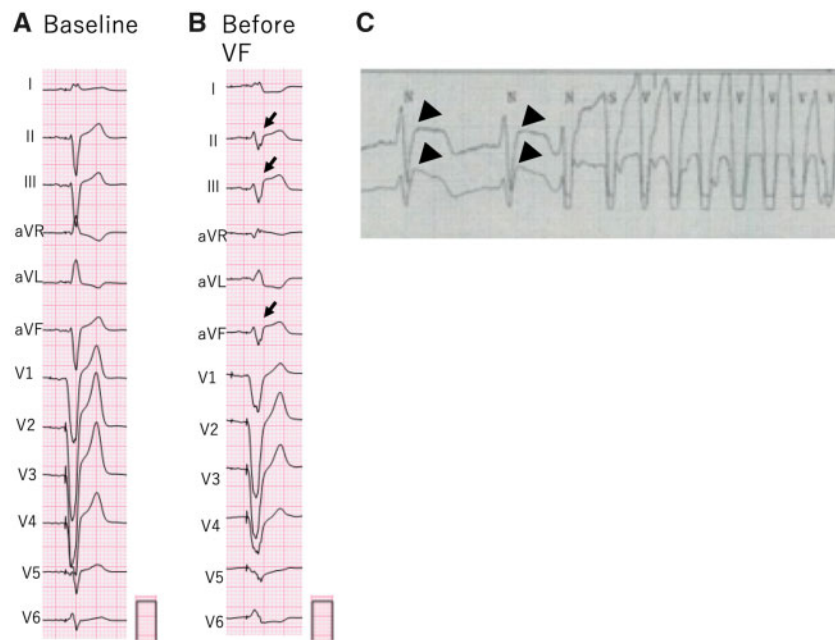 A Baseline
B Before
VF
C
I
II
III
aVR
aVL
aVF
V1
V2
V3
V4
V5
V6
I
II
III
aVR
aVL
aVF
V1
V2
V3
V4
V5
V6
N N N S V V V V V V V